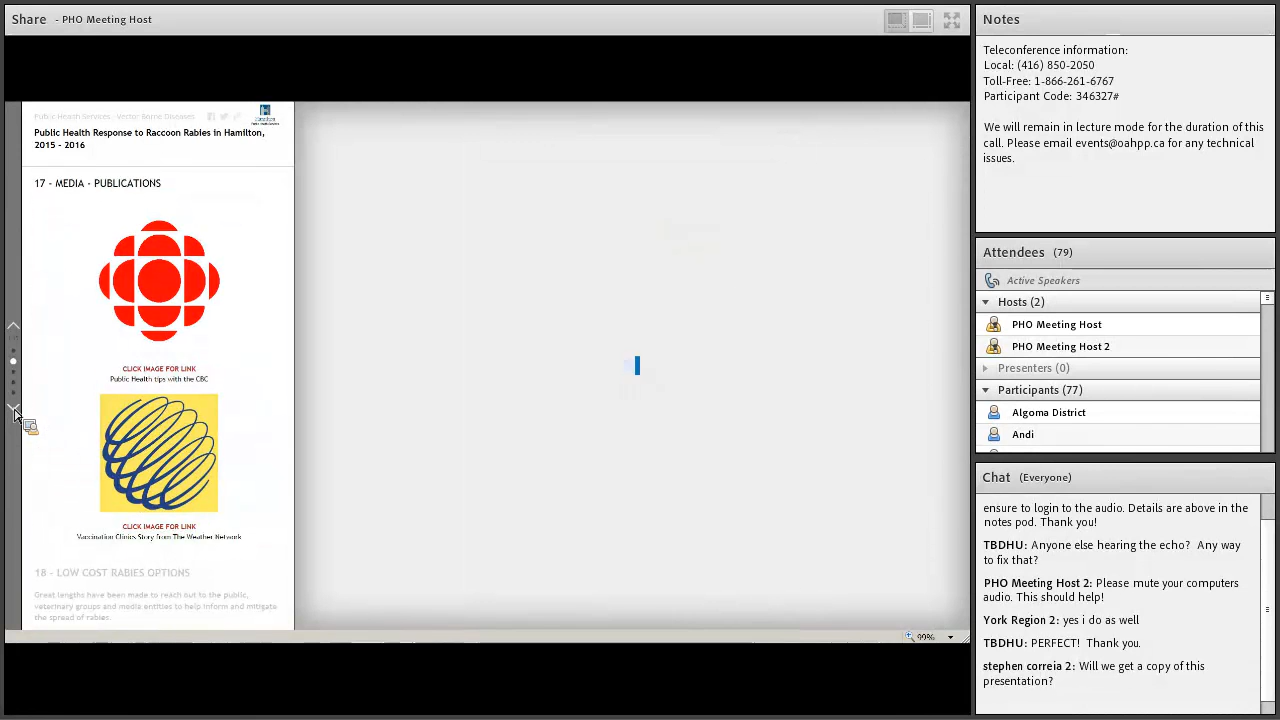 Share - PHO Meeting Host
Public Health Services - Vector Borne Diseases
Public Health Response to Raccoon Rabies in Hamilton,
2015 - 2016
17 - MEDIA - PUBLICATIONS
CLICK IMAGE FOR LINK
Public Health tips with the CBC
CLICK IMAGE FOR LINK
Vaccination Clinics Story from The Weather Network
18 - LOW COST RABIES OPTIONS
Great lengths have been made to reach out to the public,
veterinary groups and media entities to help inform and mitigate
the spread of rabies.
99%
Notes
Teleconference information:
Local: (416) 850-2050
Toll-Free: 1-866-261-6767
Participant Code: 346327#
We will remain in lecture mode for the duration of this
call. Please email events@oahpp.ca for any technical
issues.
Attendees (79)
Active Speakers
Hosts (2)
PHO Meeting Host
PHO Meeting Host 2
Presenters (0)
Participants (77)
Algoma District
Andi
Chat (Everyone)
ensure to login to the audio. Details are above in the
notes pod. Thank you!
TBDHU: Anyone else hearing the echo? Any way
to fix that?
PHO Meeting Host 2: Please mute your computers
audio. This should help!
York Region 2: yes i do as well
TBDHU: PERFECT! Thank you.
stephen correia 2: Will we get a copy of this
presentation?